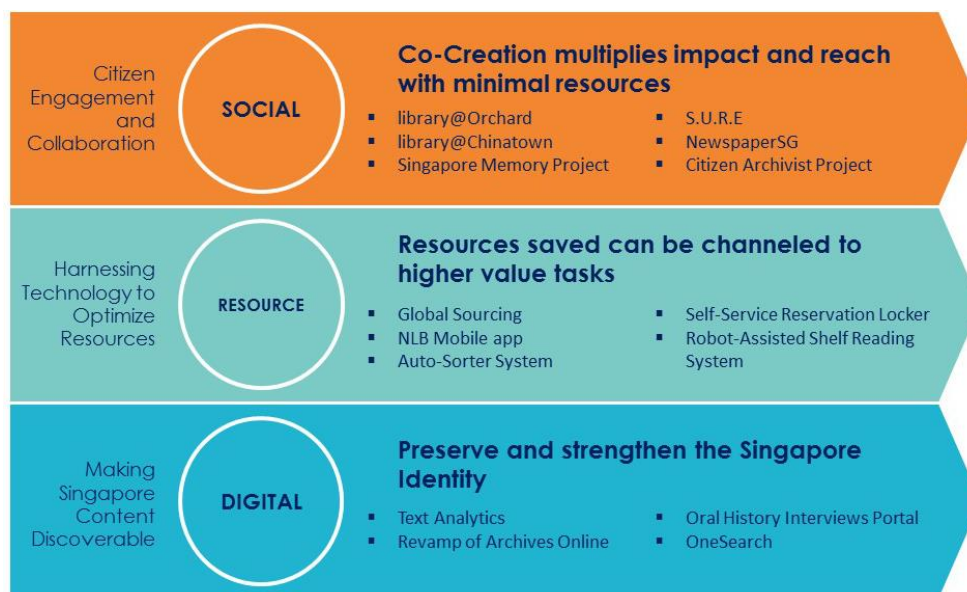 Citizen
Engagement
and
Collaboration
SOCIAL
Co-Creation multiplies impact and reach
with minimal resources
▪ library@Orchard
▪ library@Chinatown
▪ Singapore Memory Project
▪ S.U.R.E
▪ NewspaperSG
▪ Citizen Archivist Project
Harnessing
Technology to
Optimize
Resources
RESOURCE
Resources saved can be channeled to
higher value tasks
▪ Global Sourcing
▪ NLB Mobile app
▪ Auto-Sorter System
▪ Self-Service Reservation Locker
▪ Robot-Assisted Shelf Reading
System
Making
Singapore
Content
Discoverable
DIGITAL
Preserve and strengthen the Singapore
Identity
▪ Text Analytics
▪ Revamp of Archives Online
▪ Oral History Interviews Portal
▪ OneSearch